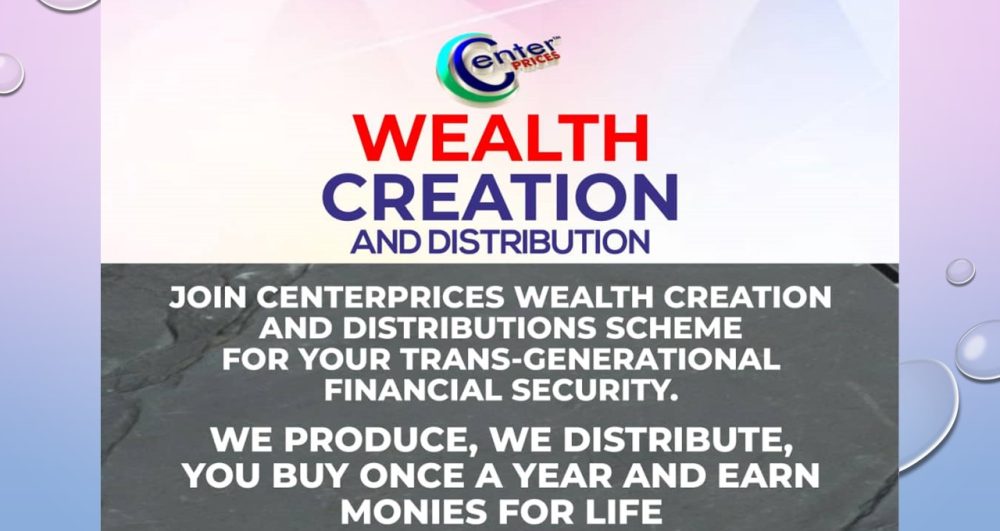 Center™
PRICES
WEALTH
CREATION
AND DISTRIBUTION
JOIN CENTERPRICES WEALTH CREATION
AND DISTRIBUTIONS SCHEME
FOR YOUR TRANS-GENERATIONAL
FINANCIAL SECURITY.
WE PRODUCE, WE DISTRIBUTE,
YOU BUY ONCE A YEAR AND EARN
MONIES FOR LIFE